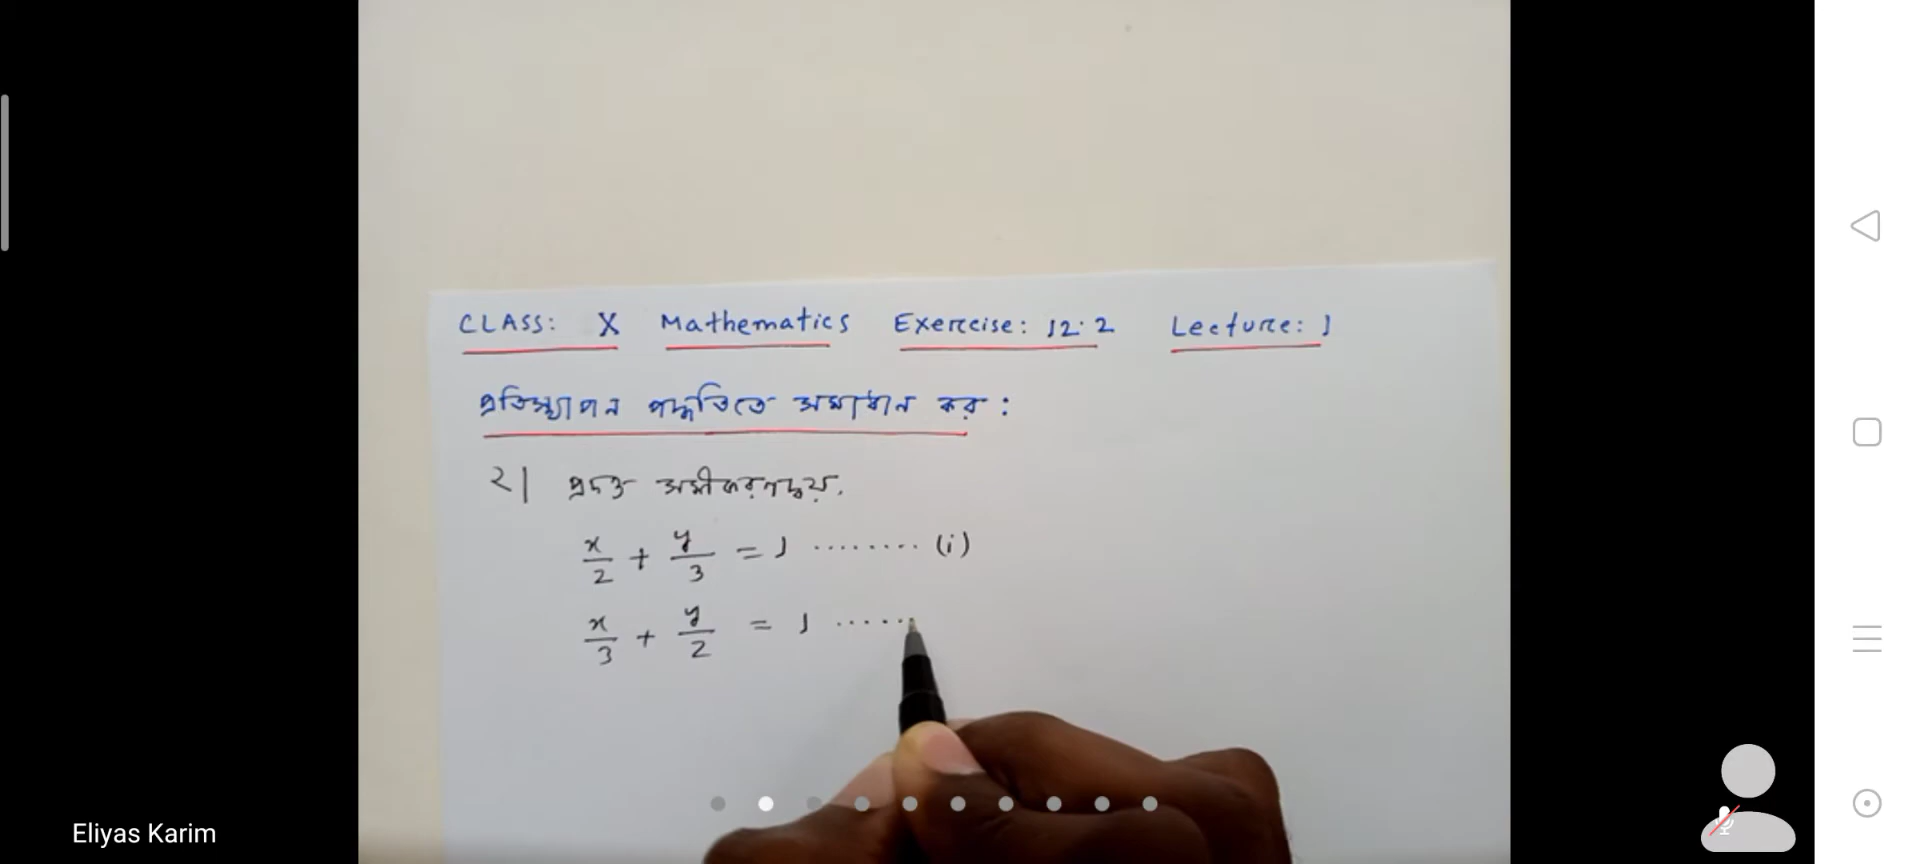 CLASS: X Mathematics Exercise: 12.2 Lecture: 1
প্রতিস্থাপন পদ্ধতিতে সমাধান কর :
২। প্রদত্ত সমীকরণদ্বয়,
x/2 + y/3 = 1 ........ (i)
x/3 + y/2 = 1 .....
Eliyas Karim